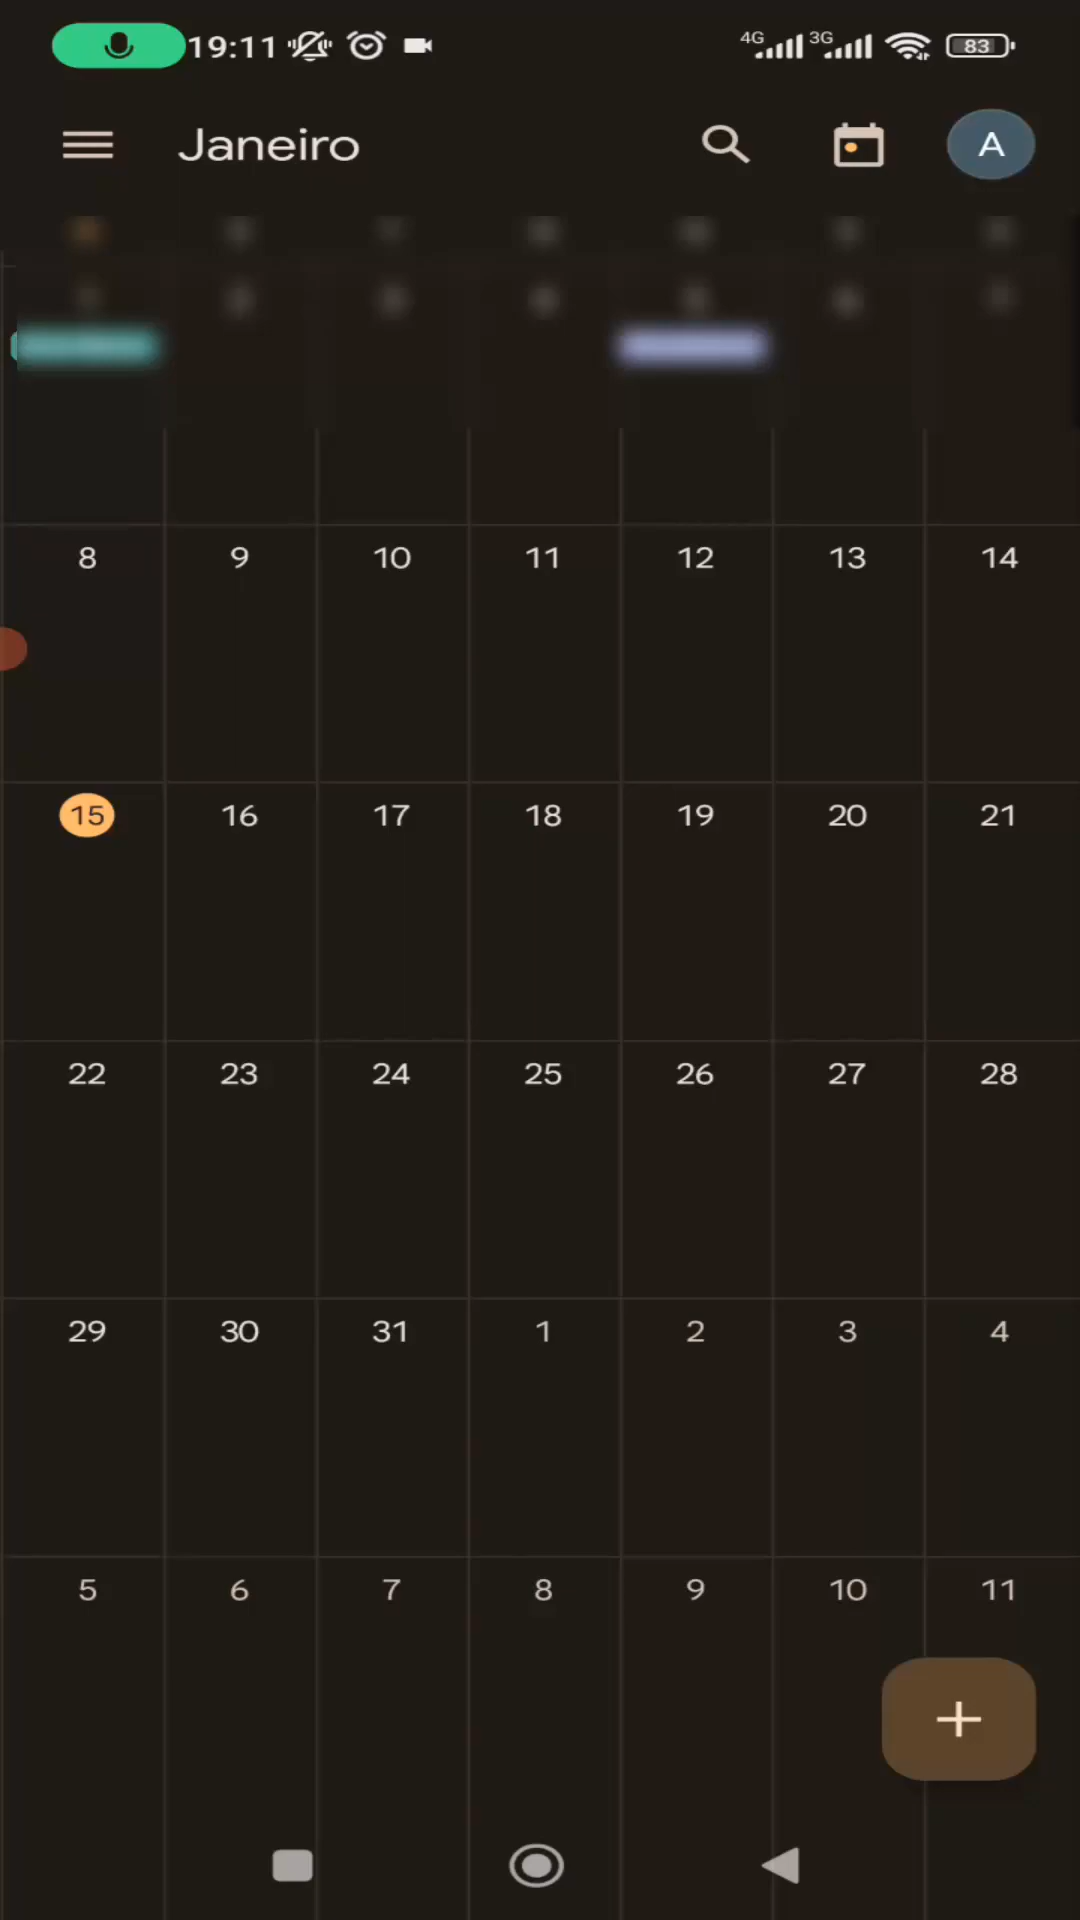 19:11 4G 3G 83
Janeiro A
8 9 10 11 12 13 14
15 16 17 18 19 20 21
22 23 24 25 26 27 28
29 30 31 1 2 3 4
5 6 7 8 9 10 11